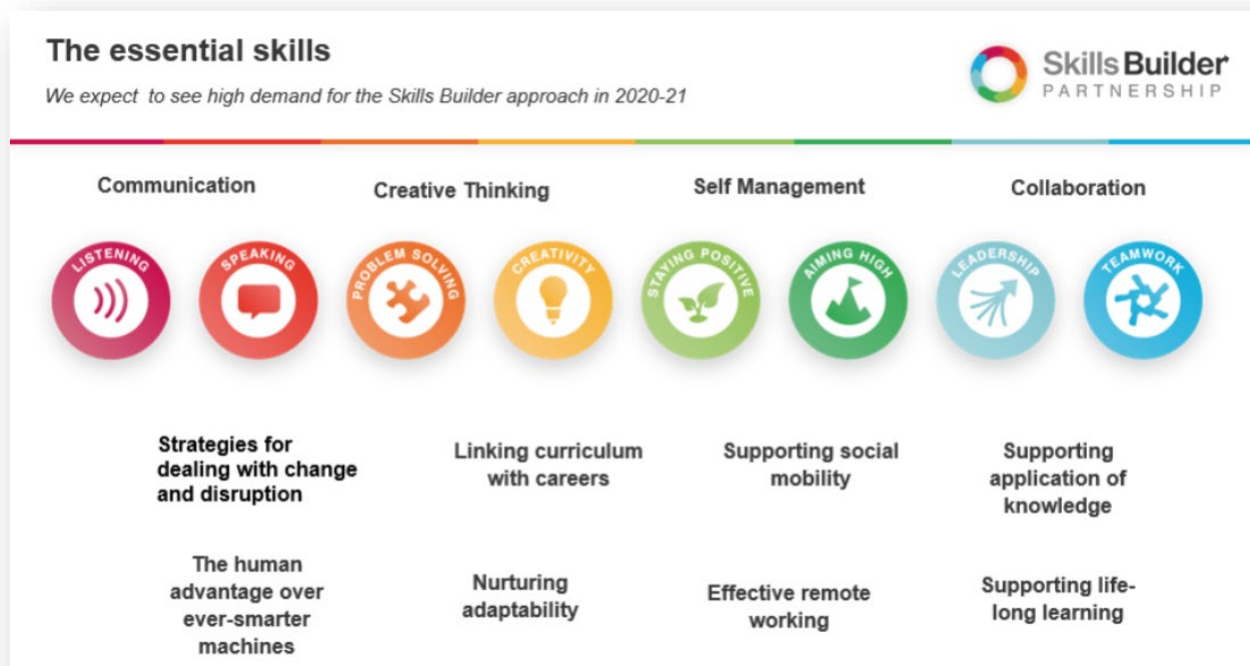 The essential skills
We expect to see high demand for the Skills Builder approach in 2020-21
Skills Builder
PARTNERSHIP
Communication
Creative Thinking
Self Management
Collaboration
LISTENING
SPEAKING
PROBLEM SOLVING
CREATIVITY
STAYING POSITIVE
AIMING HIGH
LEADERSHIP
TEAMWORK
Strategies for
dealing with change
and disruption
Linking curriculum
with careers
Supporting social
mobility
Supporting
application of
knowledge
The human
advantage over
ever-smarter
machines
Nurturing
adaptability
Effective remote
working
Supporting life-
long learning